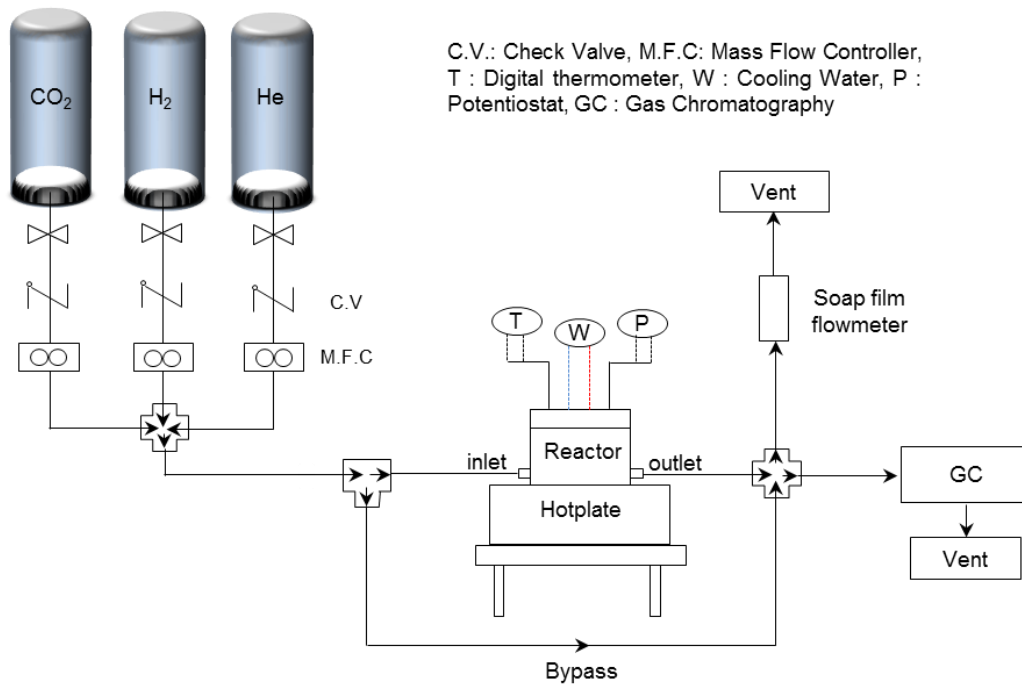 CO₂
H₂
He
C.V.: Check Valve, M.F.C: Mass Flow Controller,
T : Digital thermometer, W : Cooling Water, P :
Potentiostat, GC : Gas Chromatography
Vent
C.V
Soap film
flowmeter
T
W
P
M.F.C
Reactor
inlet
outlet
GC
Hotplate
Vent
Bypass